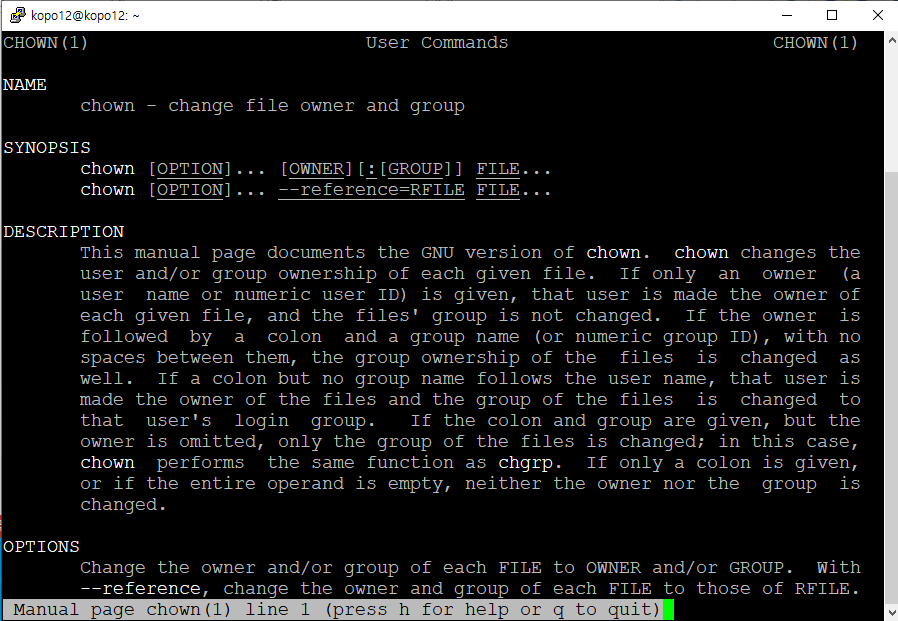 kopo12@kopo12: ~
CHOWN(1) User Commands CHOWN(1)
NAME
chown - change file owner and group
SYNOPSIS
chown [OPTION]... [OWNER][:[GROUP]] FILE...
chown [OPTION]... --reference=RFILE FILE...
DESCRIPTION
This manual page documents the GNU version of chown. chown changes the
user and/or group ownership of each given file. If only an owner (a
user name or numeric user ID) is given, that user is made the owner of
each given file, and the files' group is not changed. If the owner is
followed by a colon and a group name (or numeric group ID), with no
spaces between them, the group ownership of the files is changed as
well. If a colon but no group name follows the user name, that user is
made the owner of the files and the group of the files is changed to
that user's login group. If the colon and group are given, but the
owner is omitted, only the group of the files is changed; in this case,
chown performs the same function as chgrp. If only a colon is given,
or if the entire operand is empty, neither the owner nor the group is
changed.
OPTIONS
Change the owner and/or group of each FILE to OWNER and/or GROUP. With
--reference, change the owner and group of each FILE to those of RFILE.
Manual page chown(1) line 1 (press h for help or q to quit)